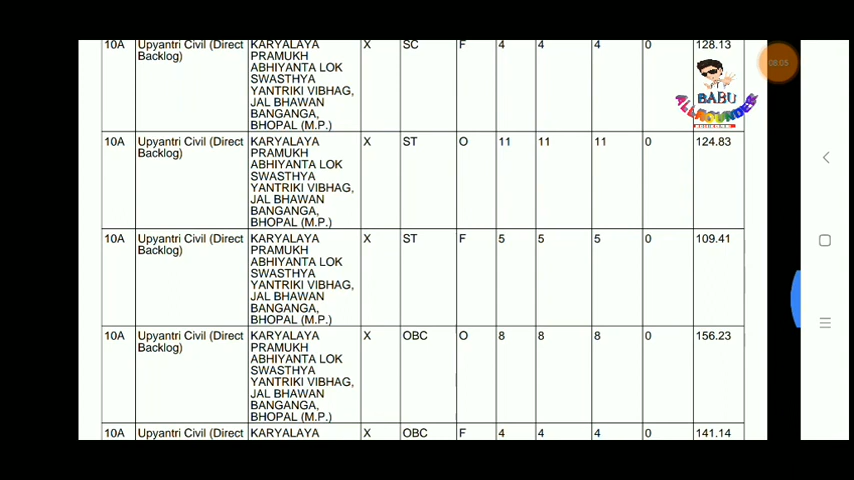 10A Upyantri Civil (Direct KARYALAYA X SC F 4 4 4 0 128.13
Backlog) PRAMUKH
ABHIYANTA LOK
SWASTHYA
YANTRIKI VIBHAG,
JAL BHAWAN
BANGANGA,
BHOPAL (M.P.)
10A Upyantri Civil (Direct KARYALAYA X ST O 11 11 11 0 124.83
Backlog) PRAMUKH
ABHIYANTA LOK
SWASTHYA
YANTRIKI VIBHAG,
JAL BHAWAN
BANGANGA,
BHOPAL (M.P.)
10A Upyantri Civil (Direct KARYALAYA X ST F 5 5 5 0 109.41
Backlog) PRAMUKH
ABHIYANTA LOK
SWASTHYA
YANTRIKI VIBHAG,
JAL BHAWAN
BANGANGA,
BHOPAL (M.P.)
10A Upyantri Civil (Direct KARYALAYA X OBC O 8 8 8 0 156.23
Backlog) PRAMUKH
ABHIYANTA LOK
SWASTHYA
YANTRIKI VIBHAG,
JAL BHAWAN
BANGANGA,
BHOPAL (M.P.)
10A Upyantri Civil (Direct KARYALAYA X OBC F 4 4 4 0 141.14
BABU
ALLROUNDER
08:05